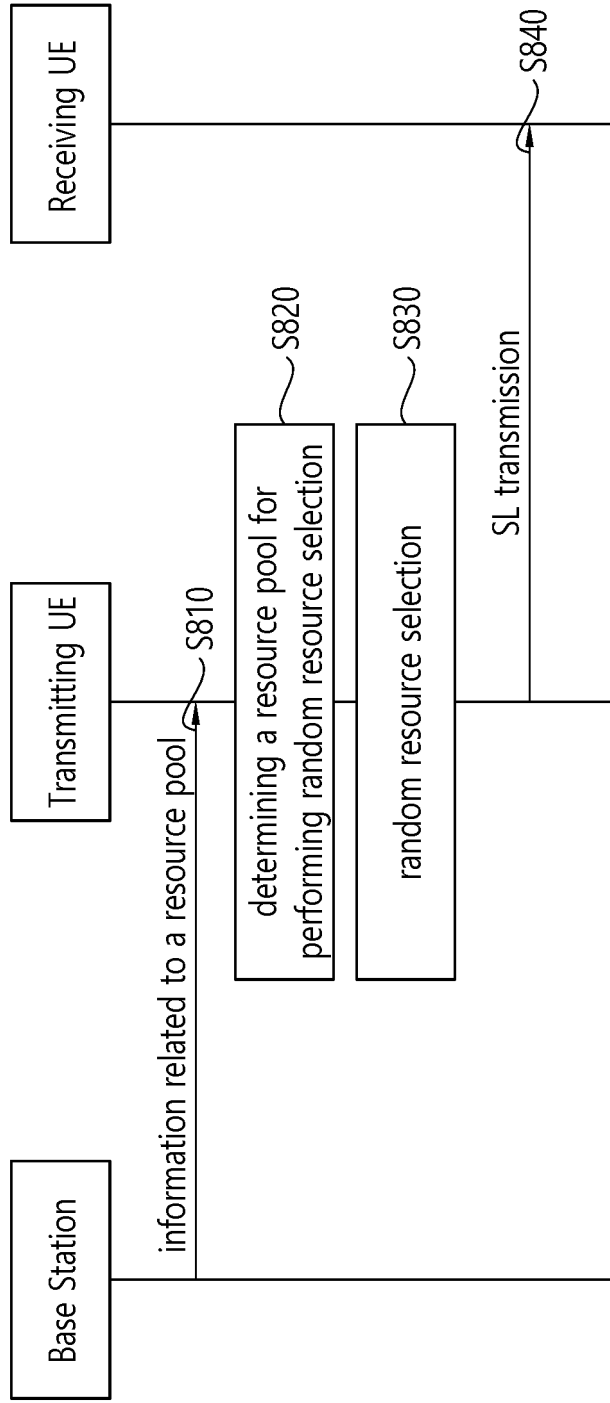 Base Station
Transmitting UE
Receiving UE
information related to a resource pool
S810
determining a resource pool for
performing random resource selection
S820
random resource selection
S830
SL transmission
S840